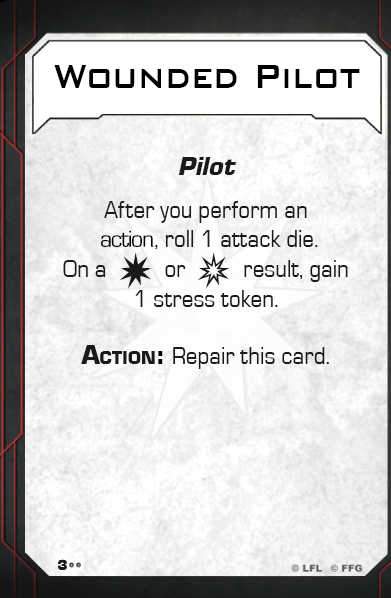 WOUNDED PILOT
Pilot
After you perform an
action, roll 1 attack die.
On a or result, gain
1 stress token.
ACTION: Repair this card.
3••
© LFL © FFG